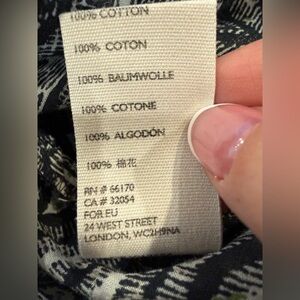 100% COTTON
100% COTON
100% BAUMWOLLE
100% COTONE
100% ALGODÓN
100% 棉花
RN # 66170
CA # 32054
FOR EU
24 WEST STREET
LONDON, WC2H9NA